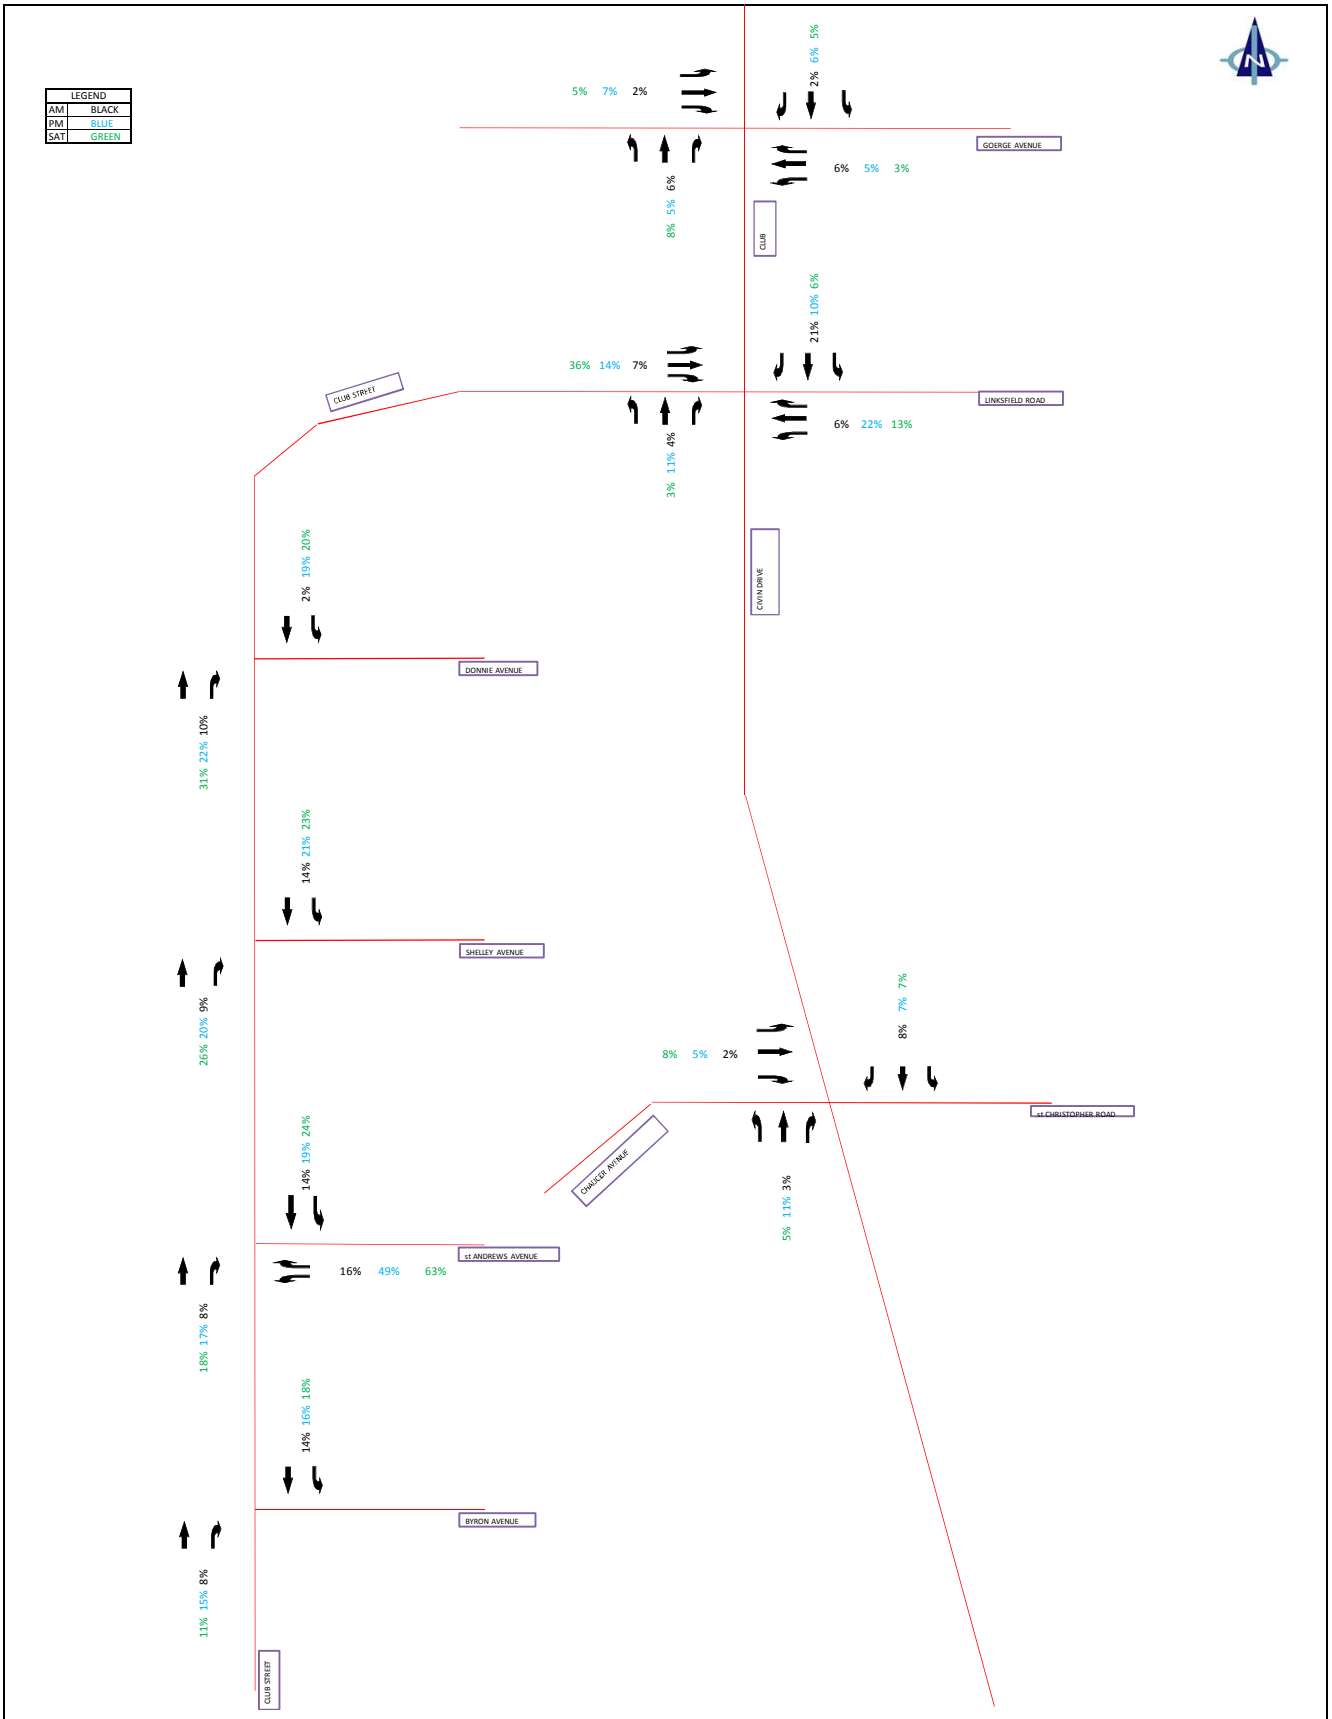 LEGEND
AM BLACK
PM BLUE
SAT GREEN
N
2% 6% 5%
5% 7% 2%
GOERGE AVENUE
6% 5% 3%
8% 5% 6%
CLUB
21% 10% 6%
36% 14% 7%
CLUB STREET
LINKSFIELD ROAD
6% 22% 13%
3% 11% 4%
2% 19% 20%
CIVIN DRIVE
DONNIE AVENUE
31% 22% 10%
14% 21% 23%
SHELLEY AVENUE
26% 20% 9%
8% 7% 7%
8% 5% 2%
st CHRISTOPHER ROAD
CHAUCER AVENUE
14% 19% 24%
5% 11% 3%
st ANDREWS AVENUE
16% 49% 63%
18% 17% 8%
14% 16% 18%
BYRON AVENUE
11% 15% 8%
CLUB STREET